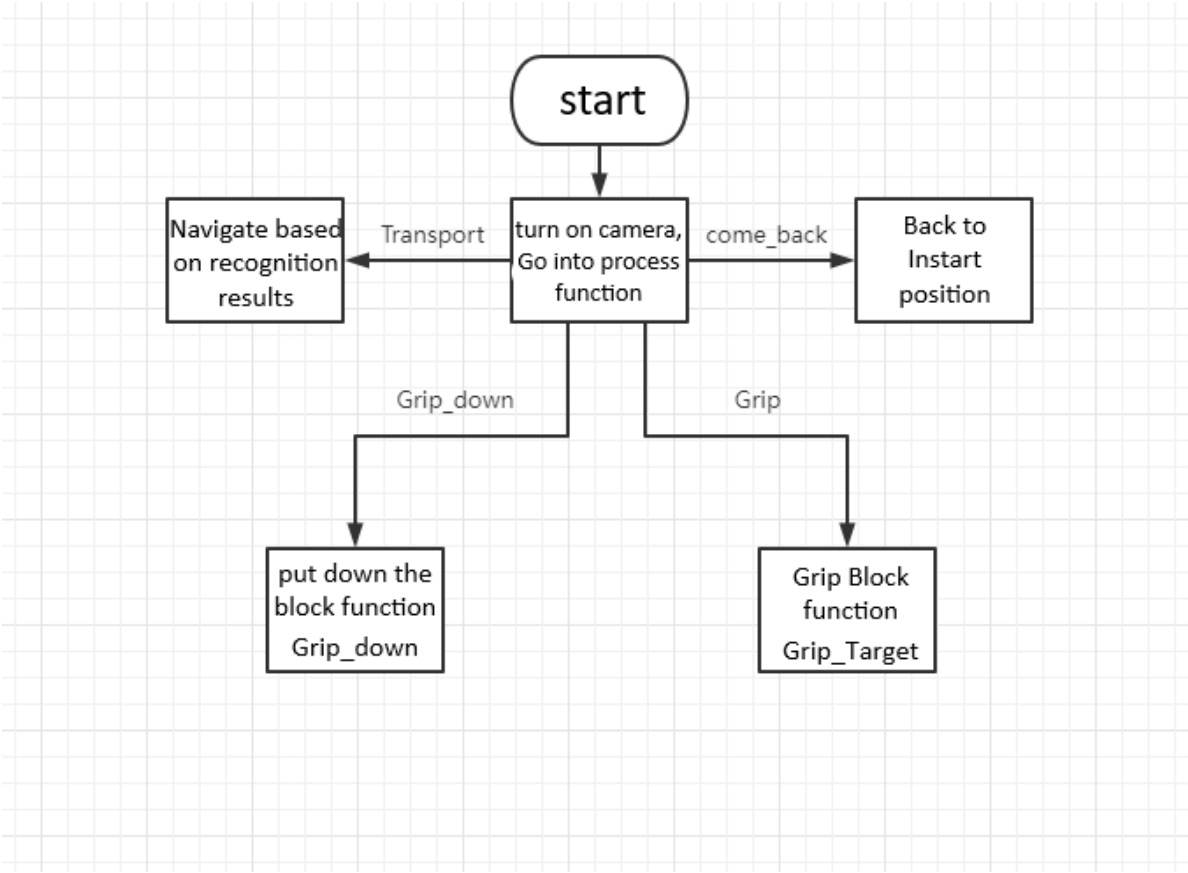 start
Navigate based
on recognition
results
Transport
turn on camera,
Go into process
function
come_back
Back to
Instart
position
Grip_down
Grip
put down the
block function
Grip_down
Grip Block
function
Grip_Target